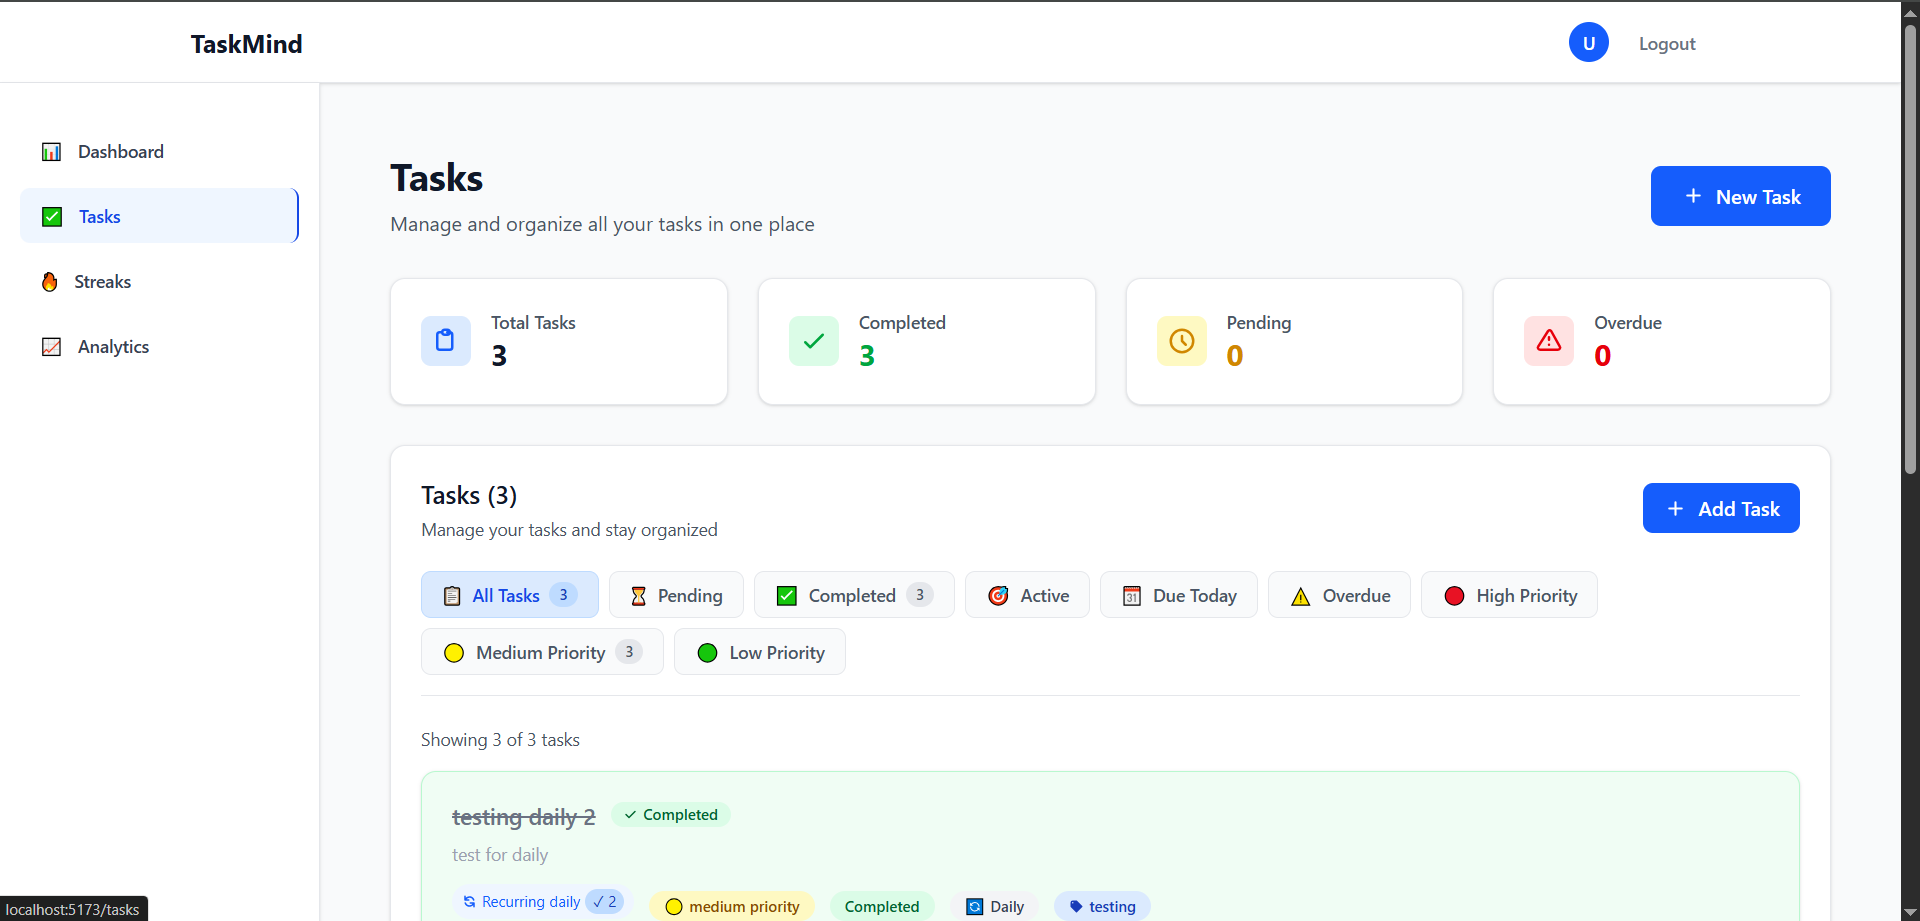 TaskMind
U
Logout
Dashboard
Tasks
Streaks
Analytics
Tasks
Manage and organize all your tasks in one place
+ New Task
Total Tasks
3
Completed
3
Pending
0
Overdue
0
Tasks (3)
Manage your tasks and stay organized
+ Add Task
All Tasks 3
Pending
Completed 3
Active
31 Due Today
Overdue
High Priority
Medium Priority 3
Low Priority
Showing 3 of 3 tasks
testing daily 2
✓ Completed
test for daily
Recurring daily ✓ 2
medium priority
Completed
Daily
testing
localhost:5173/tasks